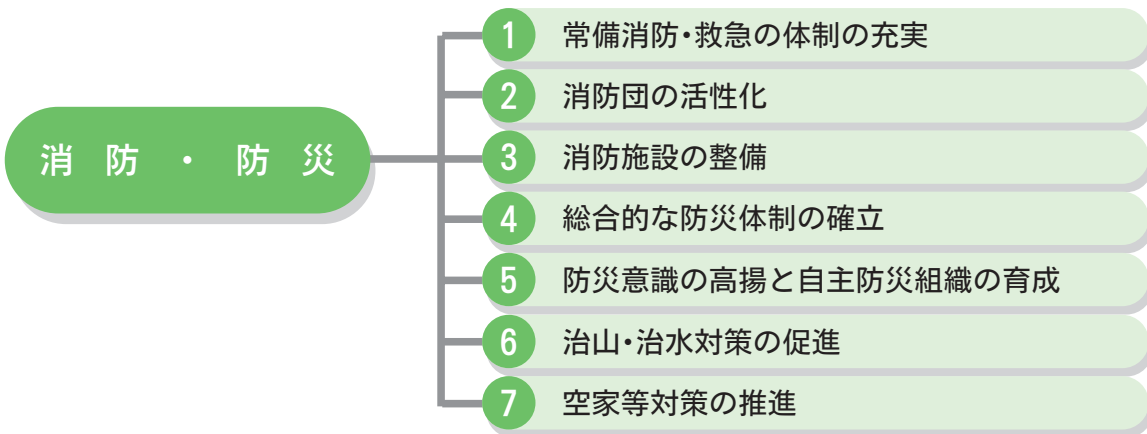 消防・防災
1 常備消防・救急の体制の充実
2 消防団の活性化
3 消防施設の整備
4 総合的な防災体制の確立
5 防災意識の高揚と自主防災組織の育成
6 治山・治水対策の促進
7 空家等対策の推進